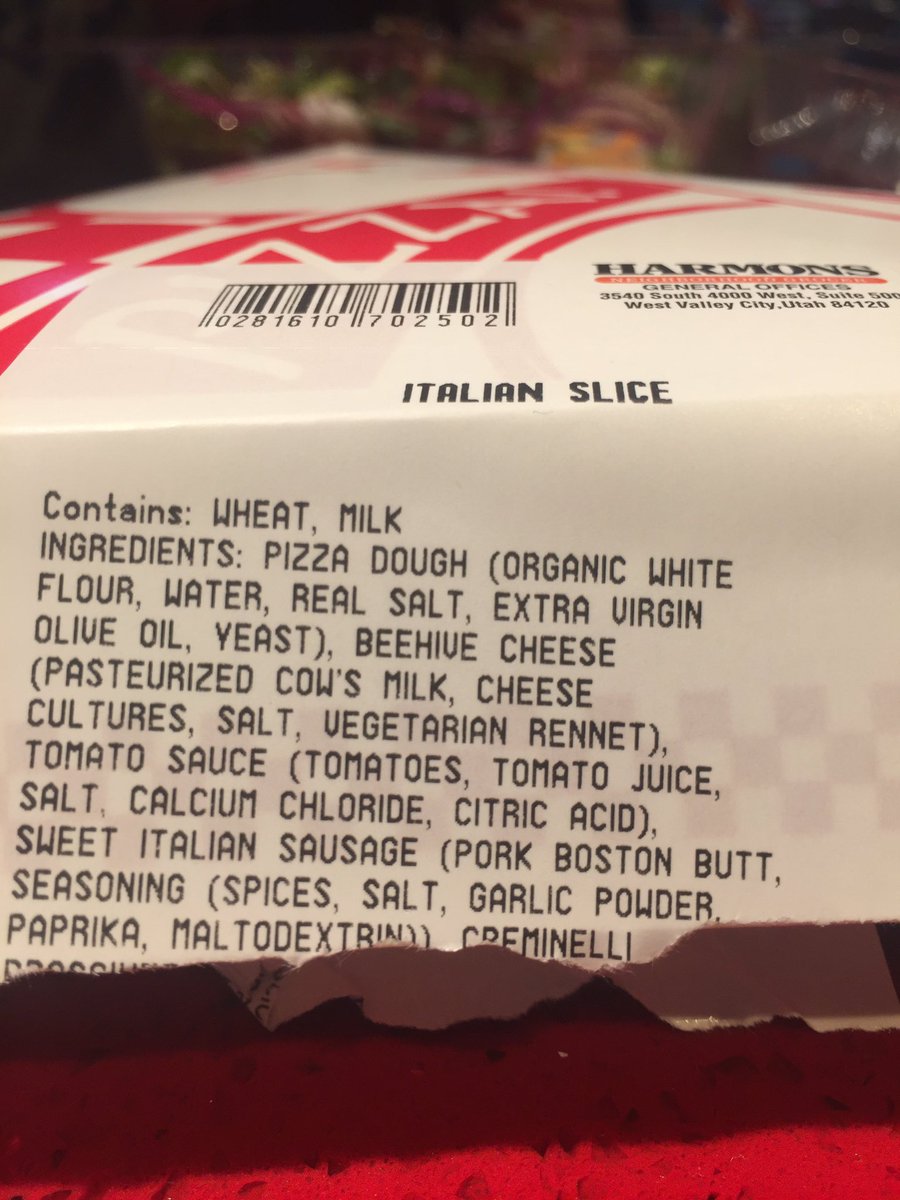 HARMONS
NEIGHBORHOOD GROCER
GENERAL OFFICES
3540 South 4000 West, Suite 500
West Valley City,Utah 84120
0281610 702502
ITALIAN SLICE
Contains: WHEAT, MILK
INGREDIENTS: PIZZA DOUGH (ORGANIC WHITE
FLOUR, WATER, REAL SALT, EXTRA VIRGIN
OLIVE OIL, YEAST), BEEHIVE CHEESE
(PASTEURIZED COW'S MILK, CHEESE
CULTURES, SALT, VEGETARIAN RENNET),
TOMATO SAUCE (TOMATOES, TOMATO JUICE,
SALT, CALCIUM CHLORIDE, CITRIC ACID),
SWEET ITALIAN SAUSAGE (PORK BOSTON BUTT,
SEASONING (SPICES, SALT, GARLIC POWDER,
PAPRIKA, MALTODEXTRIN)) CREMINELLI